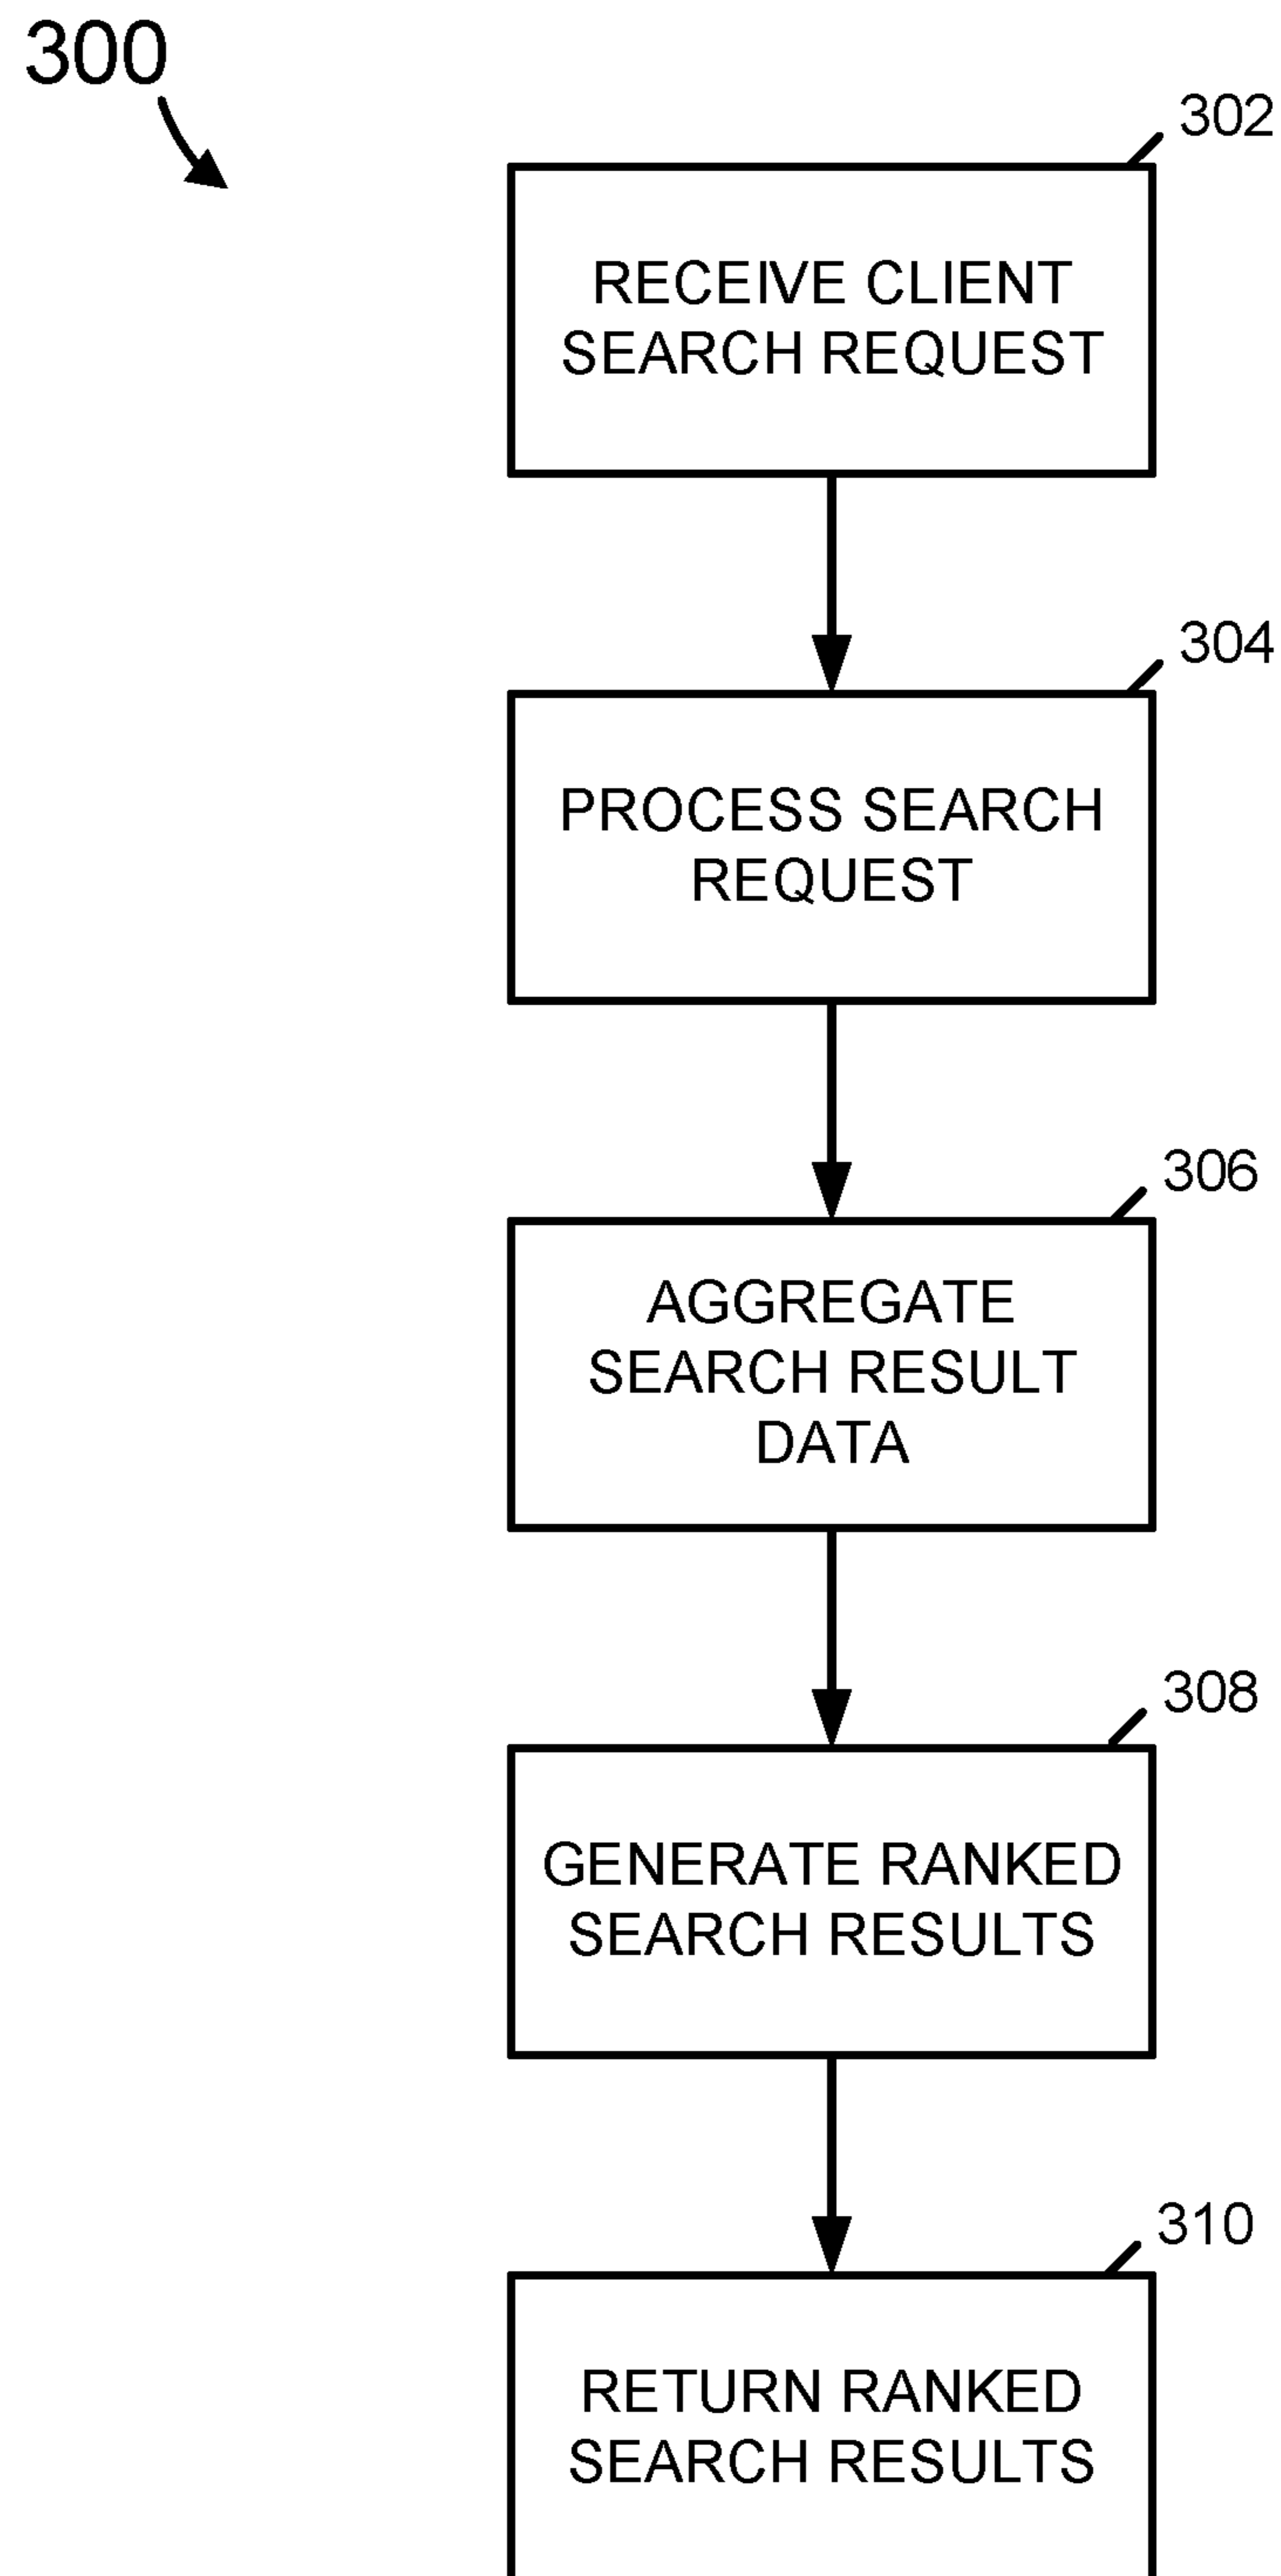 300
302
RECEIVE CLIENT
SEARCH REQUEST
304
PROCESS SEARCH
REQUEST
306
AGGREGATE
SEARCH RESULT
DATA
308
GENERATE RANKED
SEARCH RESULTS
310
RETURN RANKED
SEARCH RESULTS